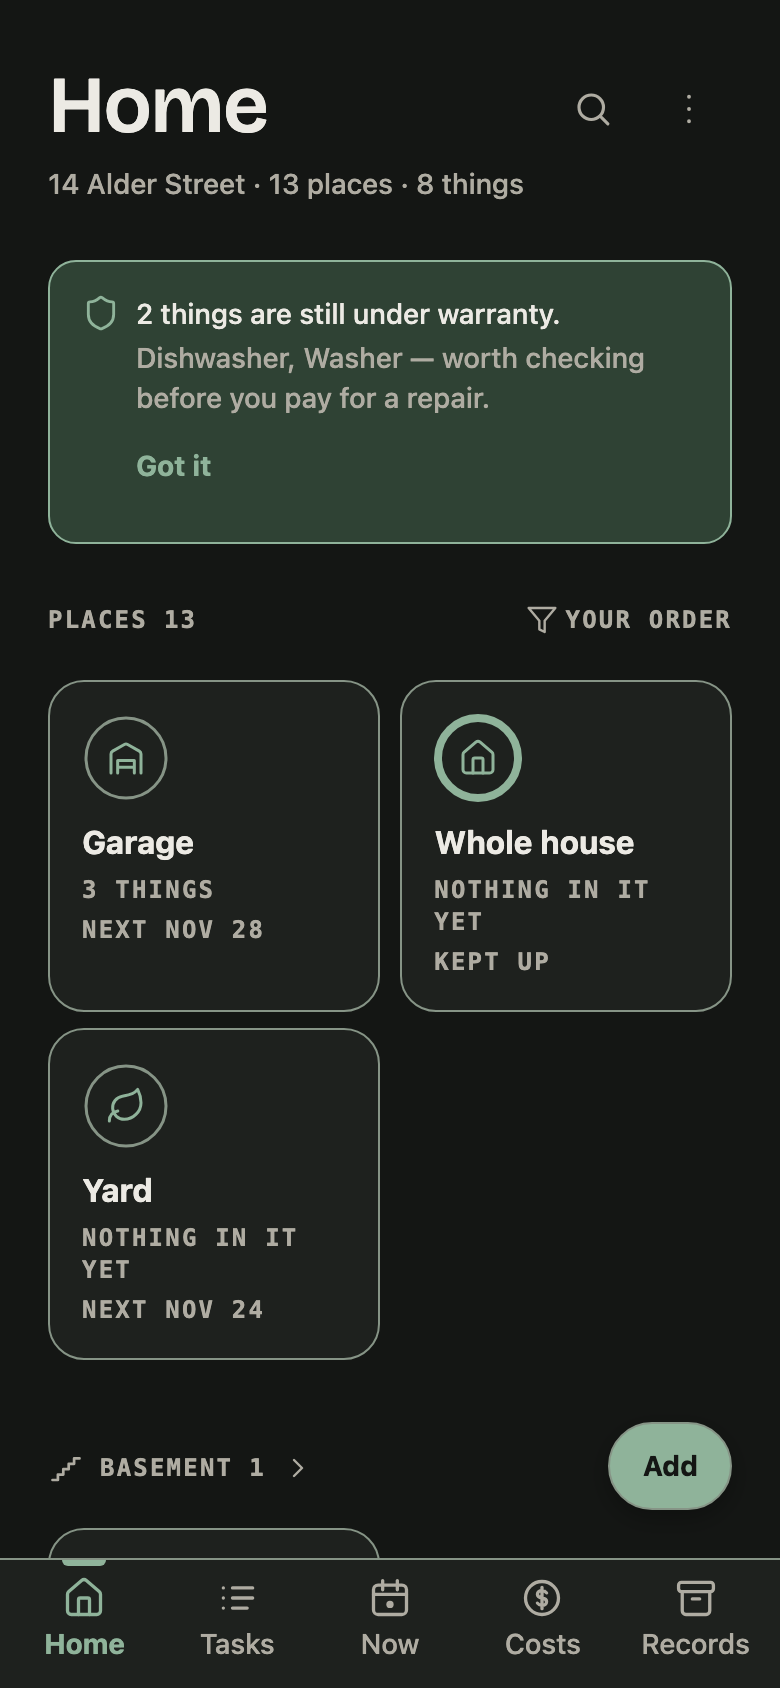 Home
14 Alder Street · 13 places · 8 things
2 things are still under warranty.
Dishwasher, Washer — worth checking
before you pay for a repair.
Got it
PLACES 13
YOUR ORDER
Garage
3 THINGS
NEXT NOV 28
Whole house
NOTHING IN IT
YET
KEPT UP
Yard
NOTHING IN IT
YET
NEXT NOV 24
BASEMENT 1
Add
Home
Tasks
Now
Costs
Records